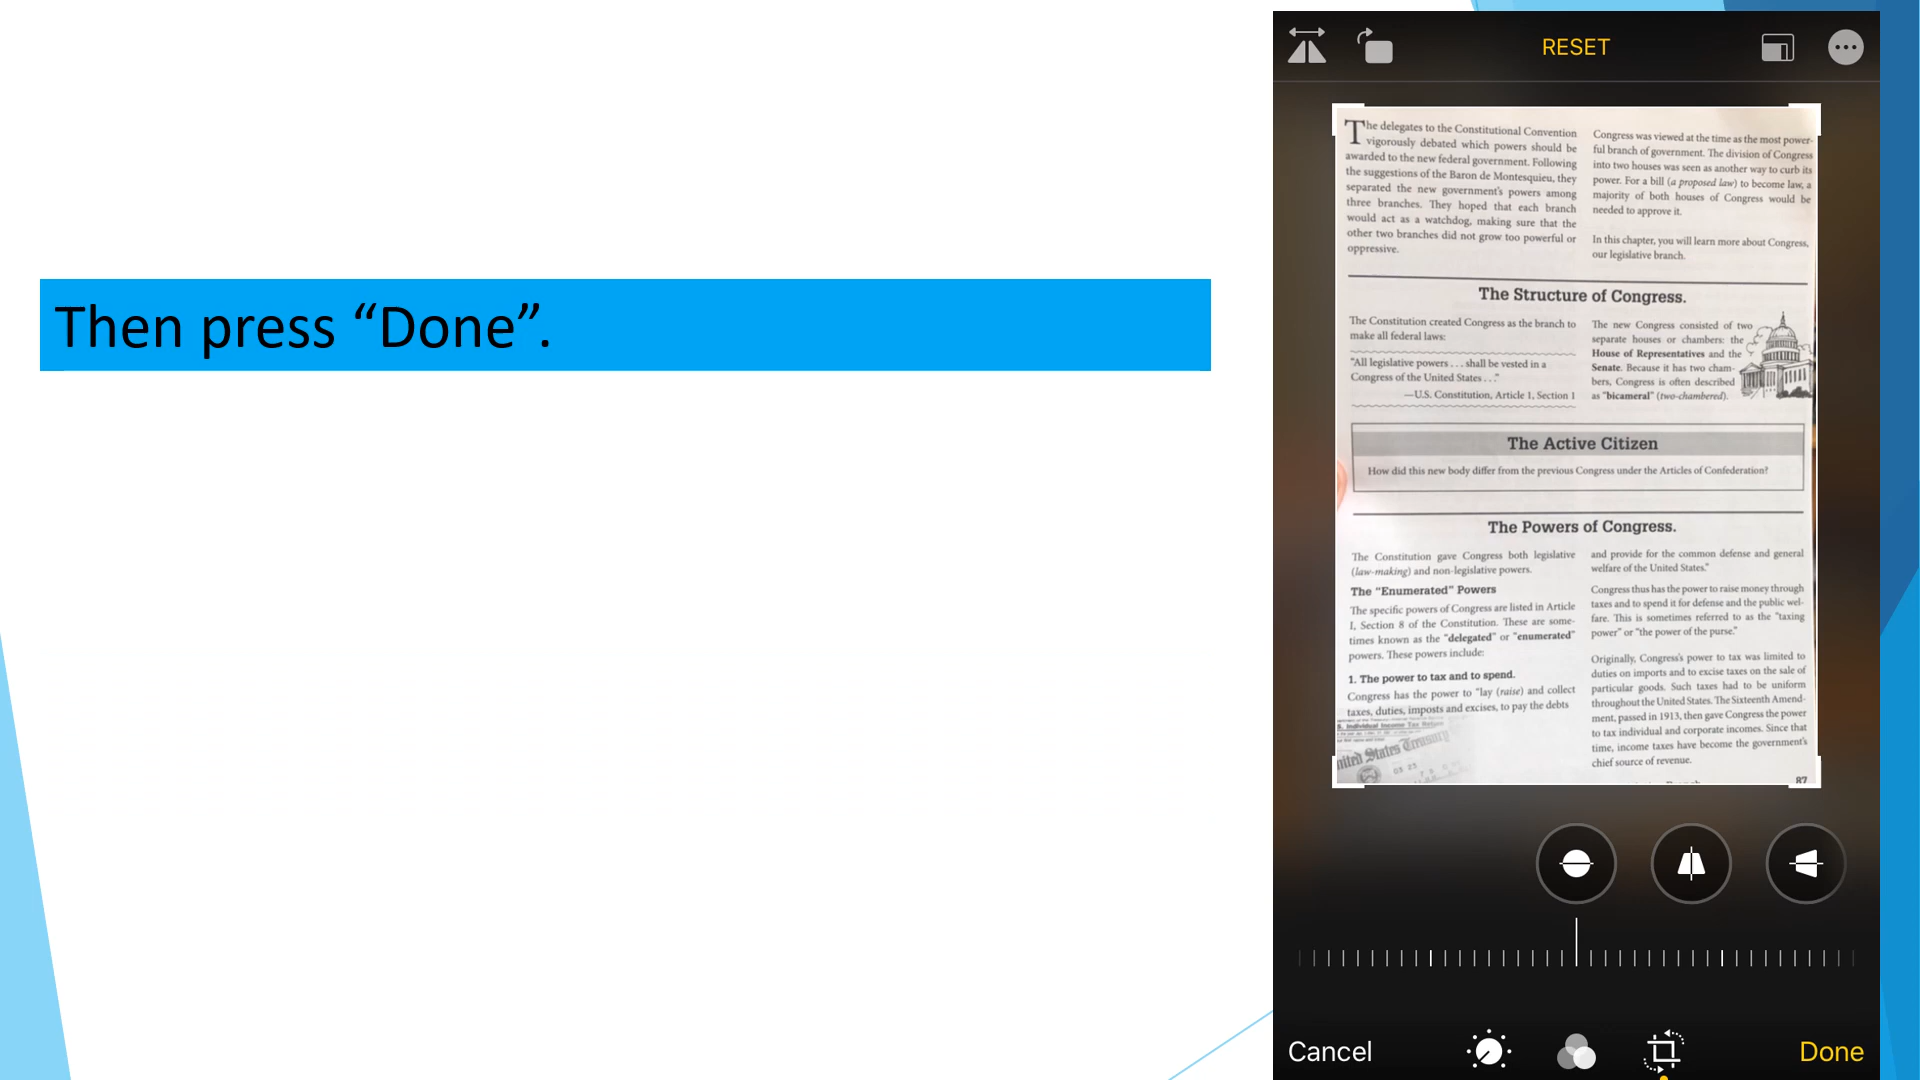 Then press “Done”.
RESET
The delegates to the Constitutional Convention
vigorously debated which powers should be
awarded to the new federal government. Following
the suggestions of the Baron de Montesquieu, they
separated the new government's powers among
three branches. They hoped that each branch
would act as a watchdog, making sure that the
other two branches did not grow too powerful or
oppressive.
Congress was viewed at the time as the most power-
ful branch of government. The division of Congress
into two houses was seen as another way to curb its
power. For a bill (a proposed law) to become law, a
majority of both houses of Congress would be
needed to approve it.
In this chapter, you will learn more about Congress,
our legislative branch.
The Structure of Congress.
The Constitution created Congress as the branch to
make all federal laws:
"All legislative powers . . . shall be vested in a
Congress of the United States . . ."
—U.S. Constitution, Article 1, Section 1
The new Congress consisted of two
separate houses or chambers: the
House of Representatives and the
Senate. Because it has two cham-
bers, Congress is often described
as "bicameral" (two-chambered).
The Active Citizen
How did this new body differ from the previous Congress under the Articles of Confederation?
The Powers of Congress.
The Constitution gave Congress both legislative
(law-making) and non-legislative powers.
The "Enumerated" Powers
The specific powers of Congress are listed in Article
I, Section 8 of the Constitution. These are some-
times known as the "delegated" or "enumerated"
powers. These powers include:
1. The power to tax and to spend.
Congress has the power to "lay (raise) and collect
taxes, duties, imposts and excises, to pay the debts
and provide for the common defense and general
welfare of the United States."
Congress thus has the power to raise money through
taxes and to spend it for defense and the public wel-
fare. This is sometimes referred to as the "taxing
power" or "the power of the purse."
Originally, Congress's power to tax was limited to
duties on imports and to excise taxes on the sale of
particular goods. Such taxes had to be uniform
throughout the United States. The Sixteenth Amend-
ment, passed in 1913, then gave Congress the power
to tax individual and corporate incomes. Since that
time, income taxes have become the government's
chief source of revenue.
Individual Income Tax Return
nited States Treasury
87
Cancel
Done